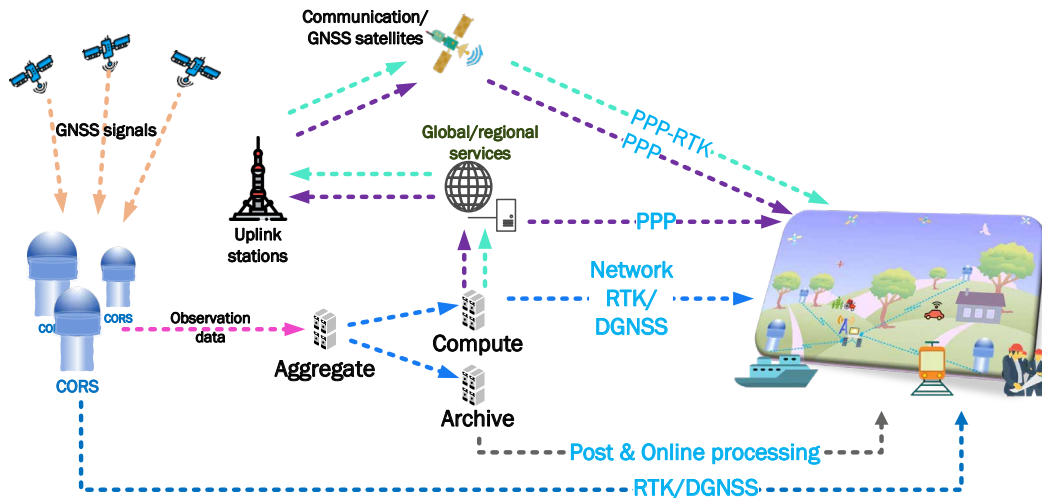 Communication/
GNSS satellites
GNSS signals
PPP-RTK
PPP
Global/regional
services
Uplink
stations
PPP
Network
RTK/
DGNSS
CORS
CORS
Observation
data
Aggregate
Compute
CORS
Archive
Post & Online processing
RTK/DGNSS